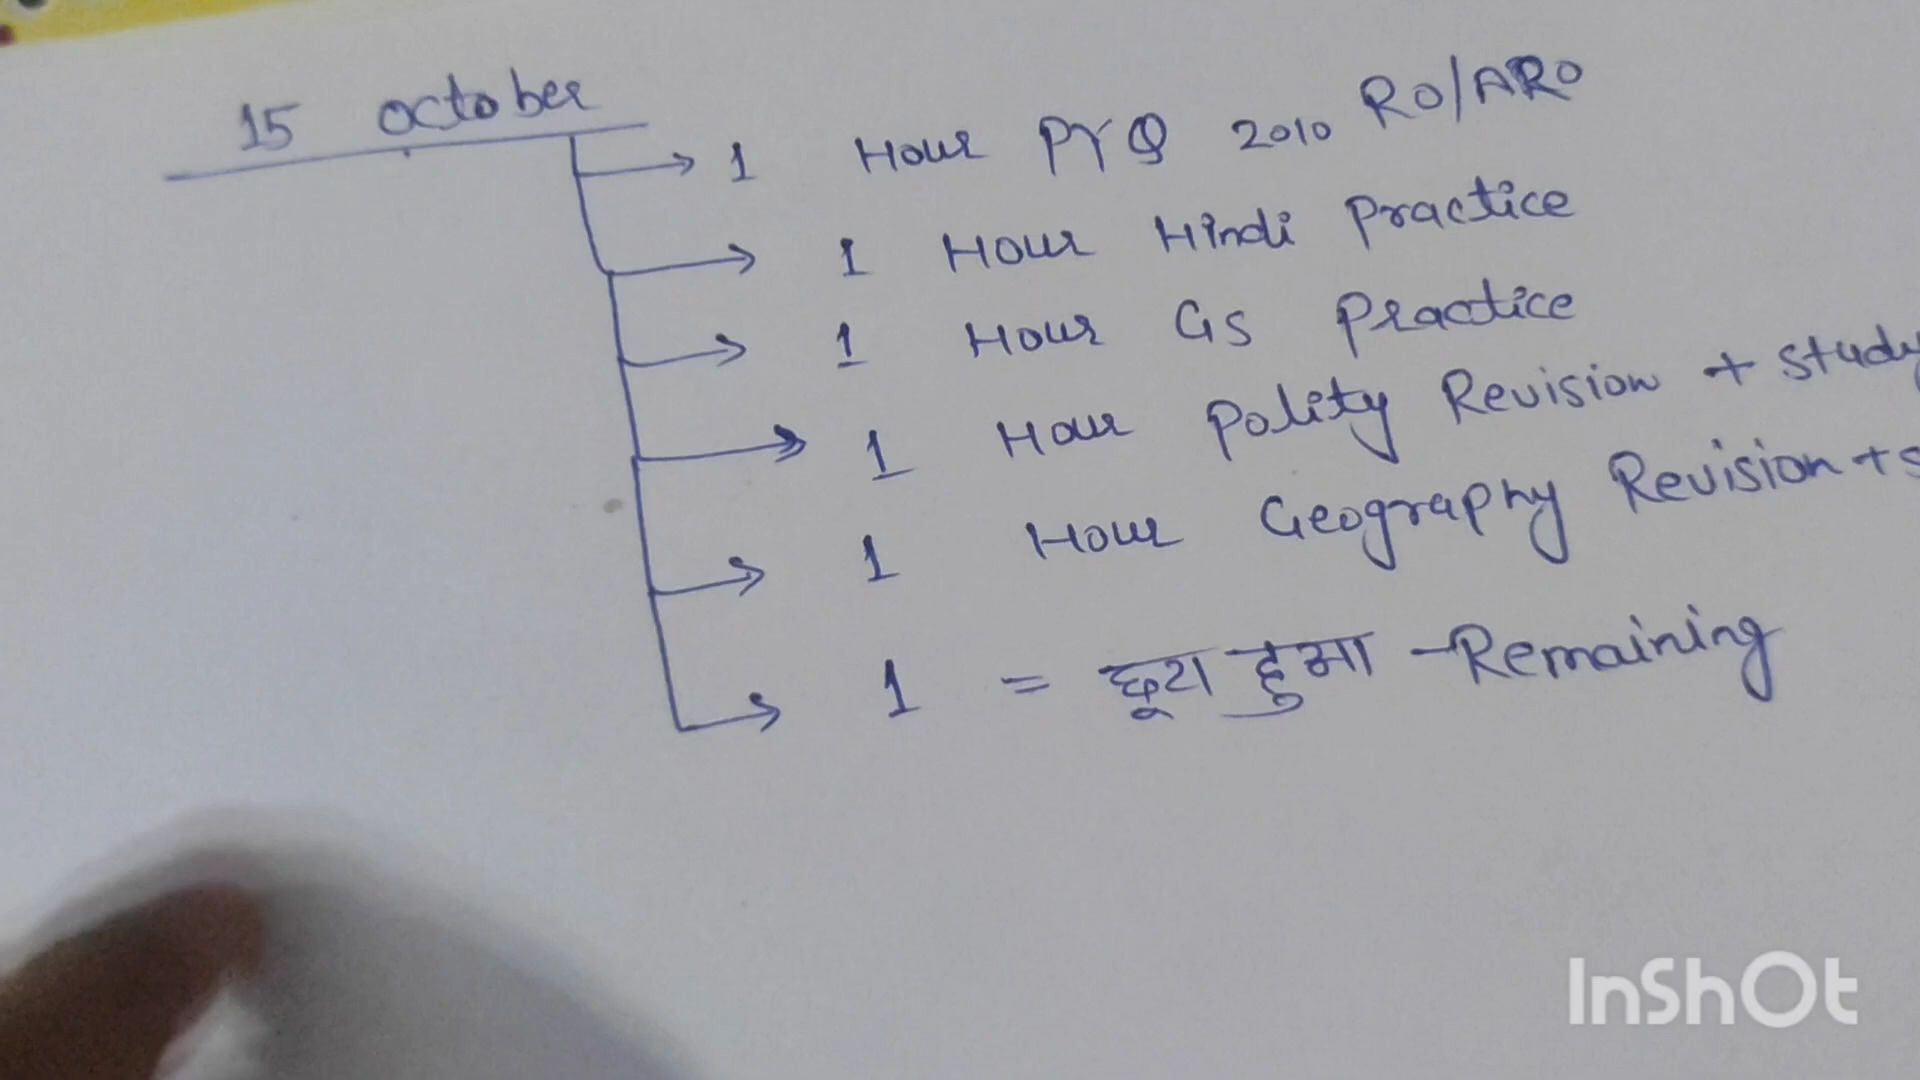 15 october
1 Hour PYQ 2010 RO/ARO
1 Hour Hindi Practice
1 Hour GS Practice
1 Hour Polity Revision + study
1 Hour Geography Revision + s
1 = छूटा हुआ - Remaining
InShOt